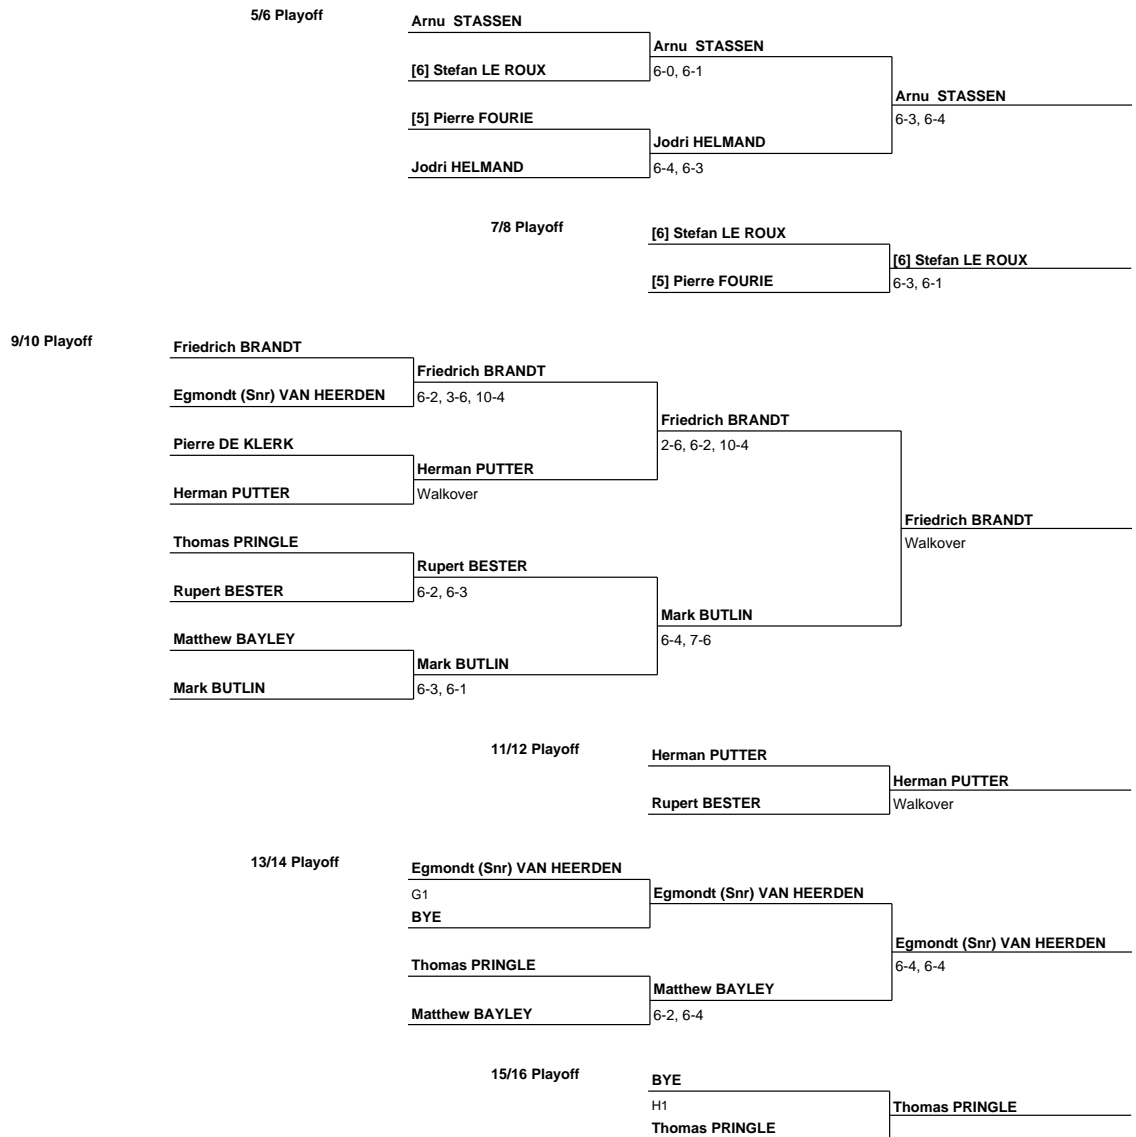 5/6 Playoff
Arnu  STASSEN
Arnu  STASSEN
[6] Stefan LE ROUX
6-0, 6-1
Arnu  STASSEN
[5] Pierre FOURIE
6-3, 6-4
Jodri HELMAND
Jodri HELMAND
6-4, 6-3
7/8 Playoff
[6] Stefan LE ROUX
[6] Stefan LE ROUX
[5] Pierre FOURIE
6-3, 6-1
9/10 Playoff
Friedrich BRANDT
Friedrich BRANDT
Egmondt (Snr) VAN HEERDEN
6-2, 3-6, 10-4
Friedrich BRANDT
Pierre DE KLERK
2-6, 6-2, 10-4
Herman PUTTER
Herman PUTTER
Walkover
Friedrich BRANDT
Thomas PRINGLE
Walkover
Rupert BESTER
Rupert BESTER
6-2, 6-3
Mark BUTLIN
Matthew BAYLEY
6-4, 7-6
Mark BUTLIN
Mark BUTLIN
6-3, 6-1
11/12 Playoff
Herman PUTTER
Herman PUTTER
Rupert BESTER
Walkover
13/14 Playoff
Egmondt (Snr) VAN HEERDEN
G1
Egmondt (Snr) VAN HEERDEN
BYE
Egmondt (Snr) VAN HEERDEN
Thomas PRINGLE
6-4, 6-4
Matthew BAYLEY
Matthew BAYLEY
6-2, 6-4
15/16 Playoff
BYE
H1
Thomas PRINGLE
Thomas PRINGLE